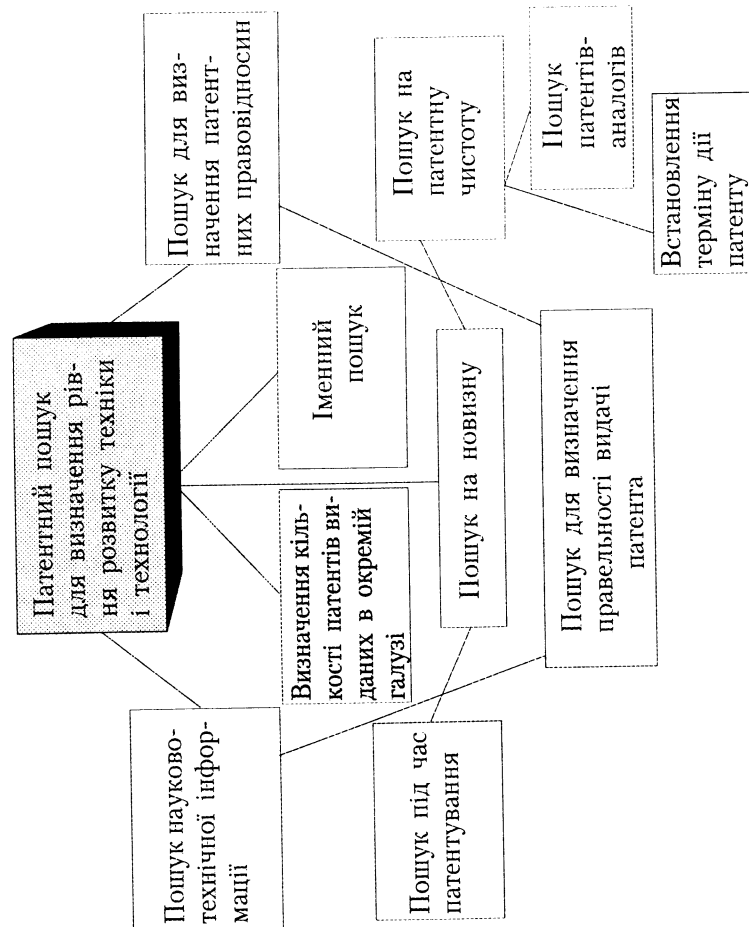 Патентний пошук
для визначення рів-
ня розвитку техніки
і технології
Пошук науково-
технічної інфор-
мації
Пошук для виз-
начення патент-
них правовідносин
Визначення кіль-
кості патентів ви-
даних в окремій
галузі
Іменний
пошук
Пошук під час
патентування
Пошук на новизну
Пошук на
патентну
чистоту
Пошук для визначення
правельності видачі
патента
Пошук
патентів-
аналогів
Встановлення
терміну дії
патенту